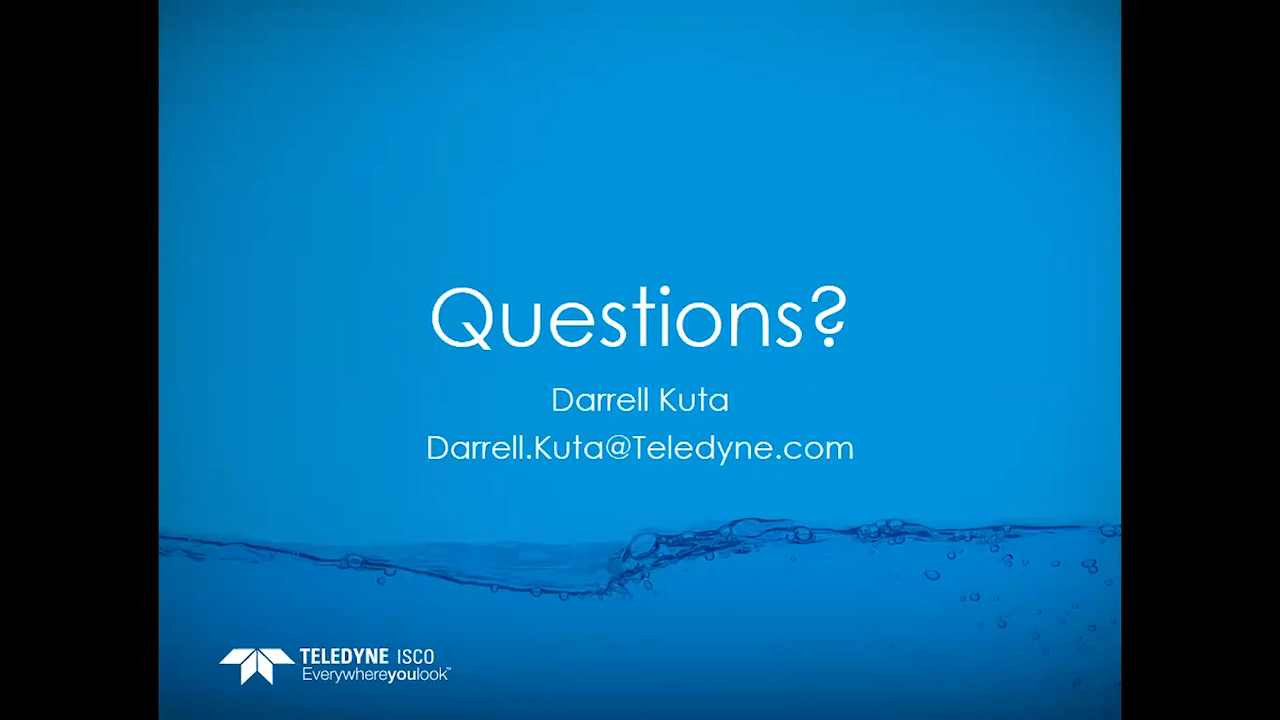 Questions?
Darrell Kuta
Darrell.Kuta@Teledyne.com
TELEDYNE ISCO
Everywhereyoulook™